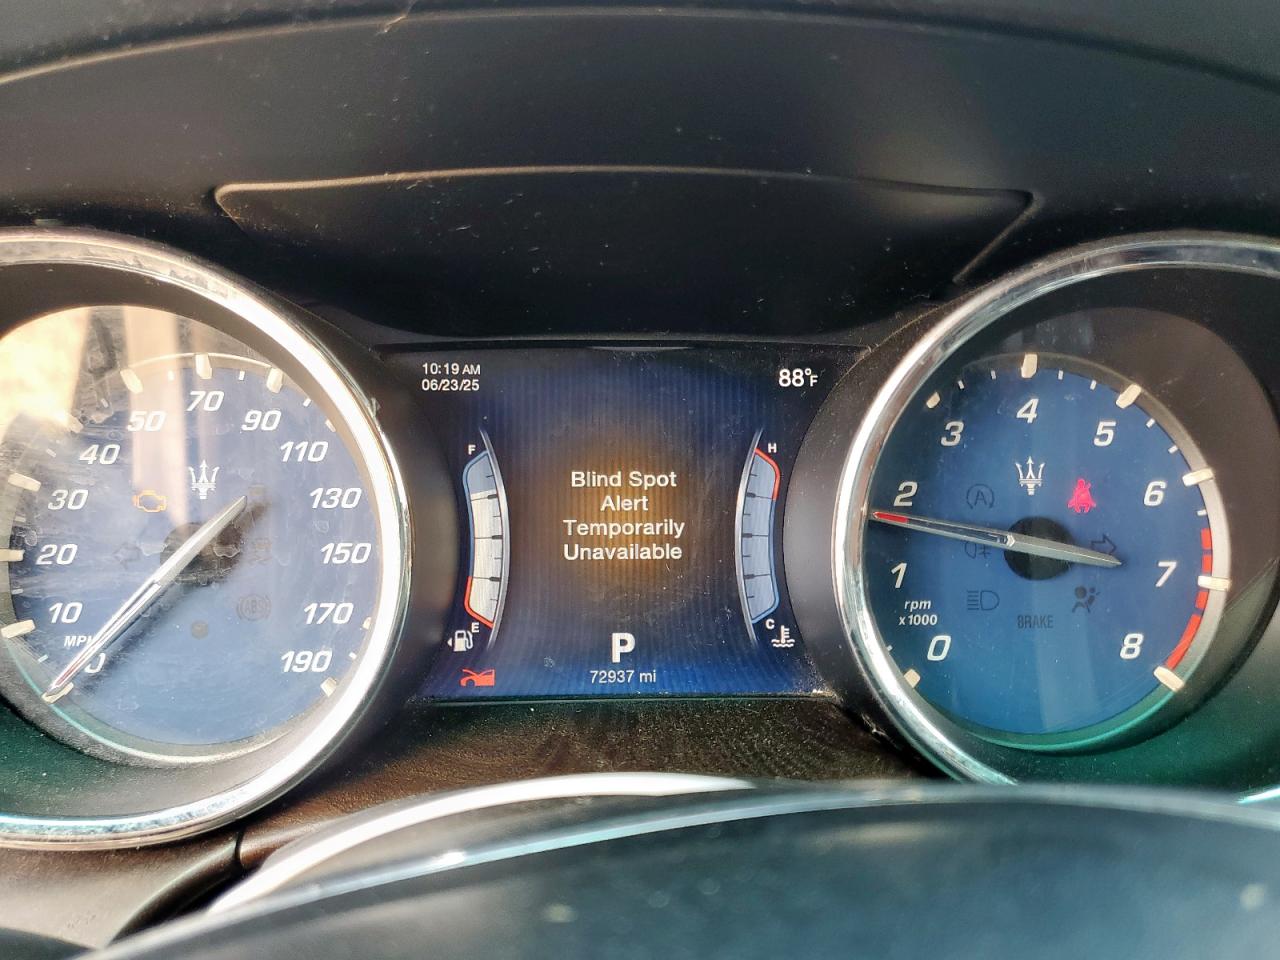 10:19 AM
06/23/25
88°F
Blind Spot
Alert
Temporarily
Unavailable
F
E
H
C
P
72937 mi
0
10
20
30
40
50
70
90
110
130
150
170
190
MPH
ABS
0
1
2
3
4
5
6
7
8
rpm
x1000
A
BRAKE